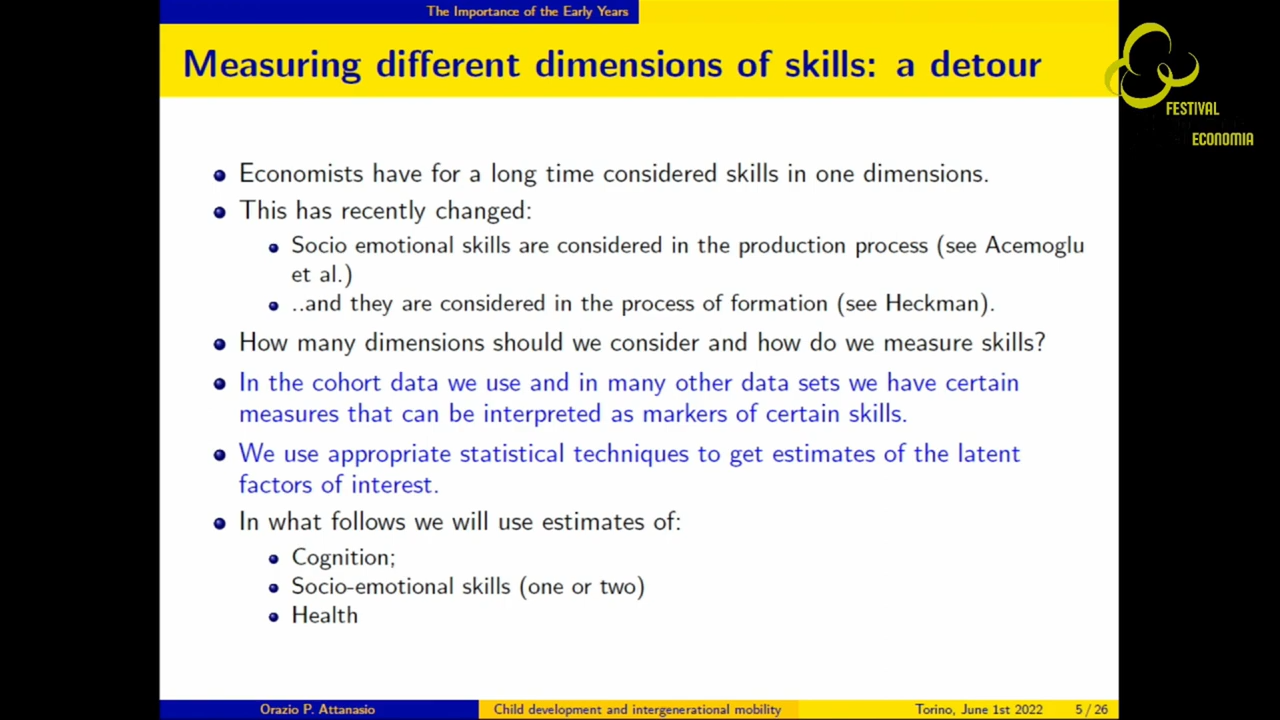 The Importance of the Early Years
Measuring different dimensions of skills: a detour
FESTIVAL
ECONOMIA
Economists have for a long time considered skills in one dimensions.
This has recently changed:
Socio emotional skills are considered in the production process (see Acemoglu
et al.)
..and they are considered in the process of formation (see Heckman).
How many dimensions should we consider and how do we measure skills?
In the cohort data we use and in many other data sets we have certain
measures that can be interpreted as markers of certain skills.
We use appropriate statistical techniques to get estimates of the latent
factors of interest.
In what follows we will use estimates of:
Cognition;
Socio-emotional skills (one or two)
Health
Orazio P. Attanasio
Child development and intergenerational mobility
Torino, June 1st 2022
5 / 26